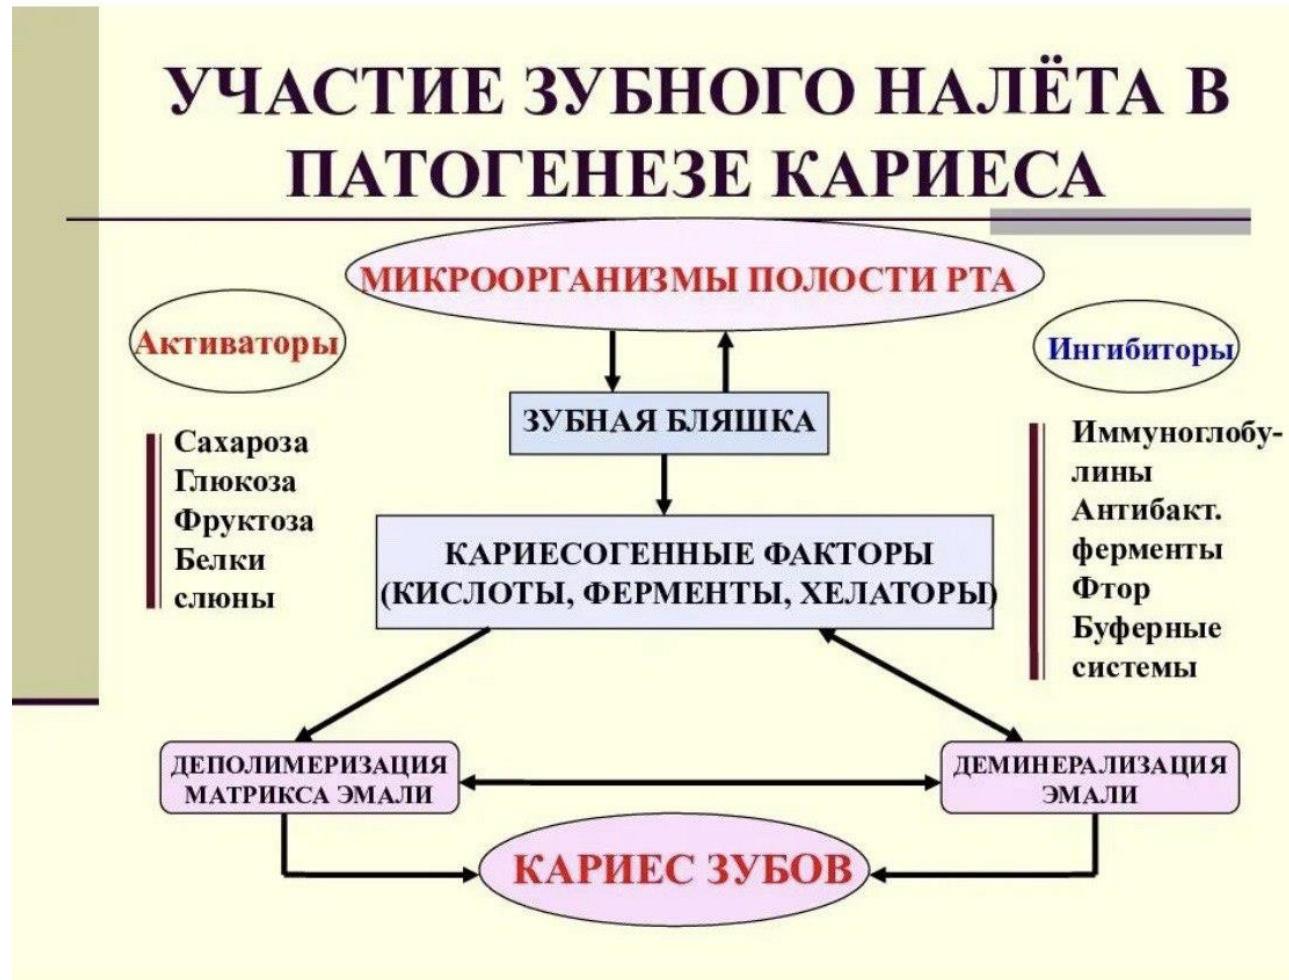 УЧАСТИЕ ЗУБНОГО НАЛЁТА В
ПАТОГЕНЕЗЕ КАРИЕСА
МИКРООРГАНИЗМЫ ПОЛОСТИ РТА
Активаторы
Ингибиторы
ЗУБНАЯ БЛЯШКА
Сахароза
Глюкоза
Фруктоза
Белки
слюны
Иммуноглобу-
лины
Антибакт.
ферменты
Фтор
Буферные
системы
КАРИЕСОГЕННЫЕ ФАКТОРЫ
(КИСЛОТЫ, ФЕРМЕНТЫ, ХЕЛАТОРЫ)
ДЕПОЛИМЕРИЗАЦИЯ
МАТРИКСА ЭМАЛИ
ДЕМИНЕРАЛИЗАЦИЯ
ЭМАЛИ
КАРИЕС ЗУБОВ